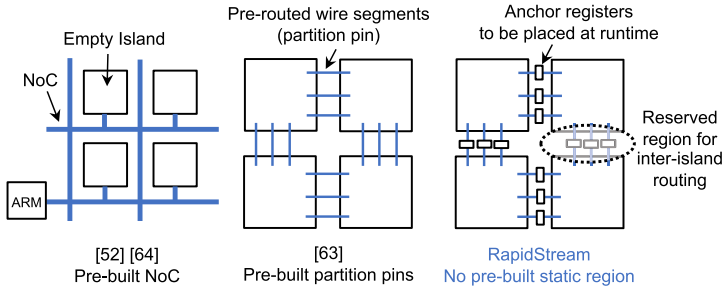 Empty Island
NoC
ARM
[52] [64]
Pre-built NoC
Pre-routed wire segments
(partition pin)
[63]
Pre-built partition pins
Anchor registers
to be placed at runtime
Reserved
region for
inter-island
routing
RapidStream
No pre-built static region